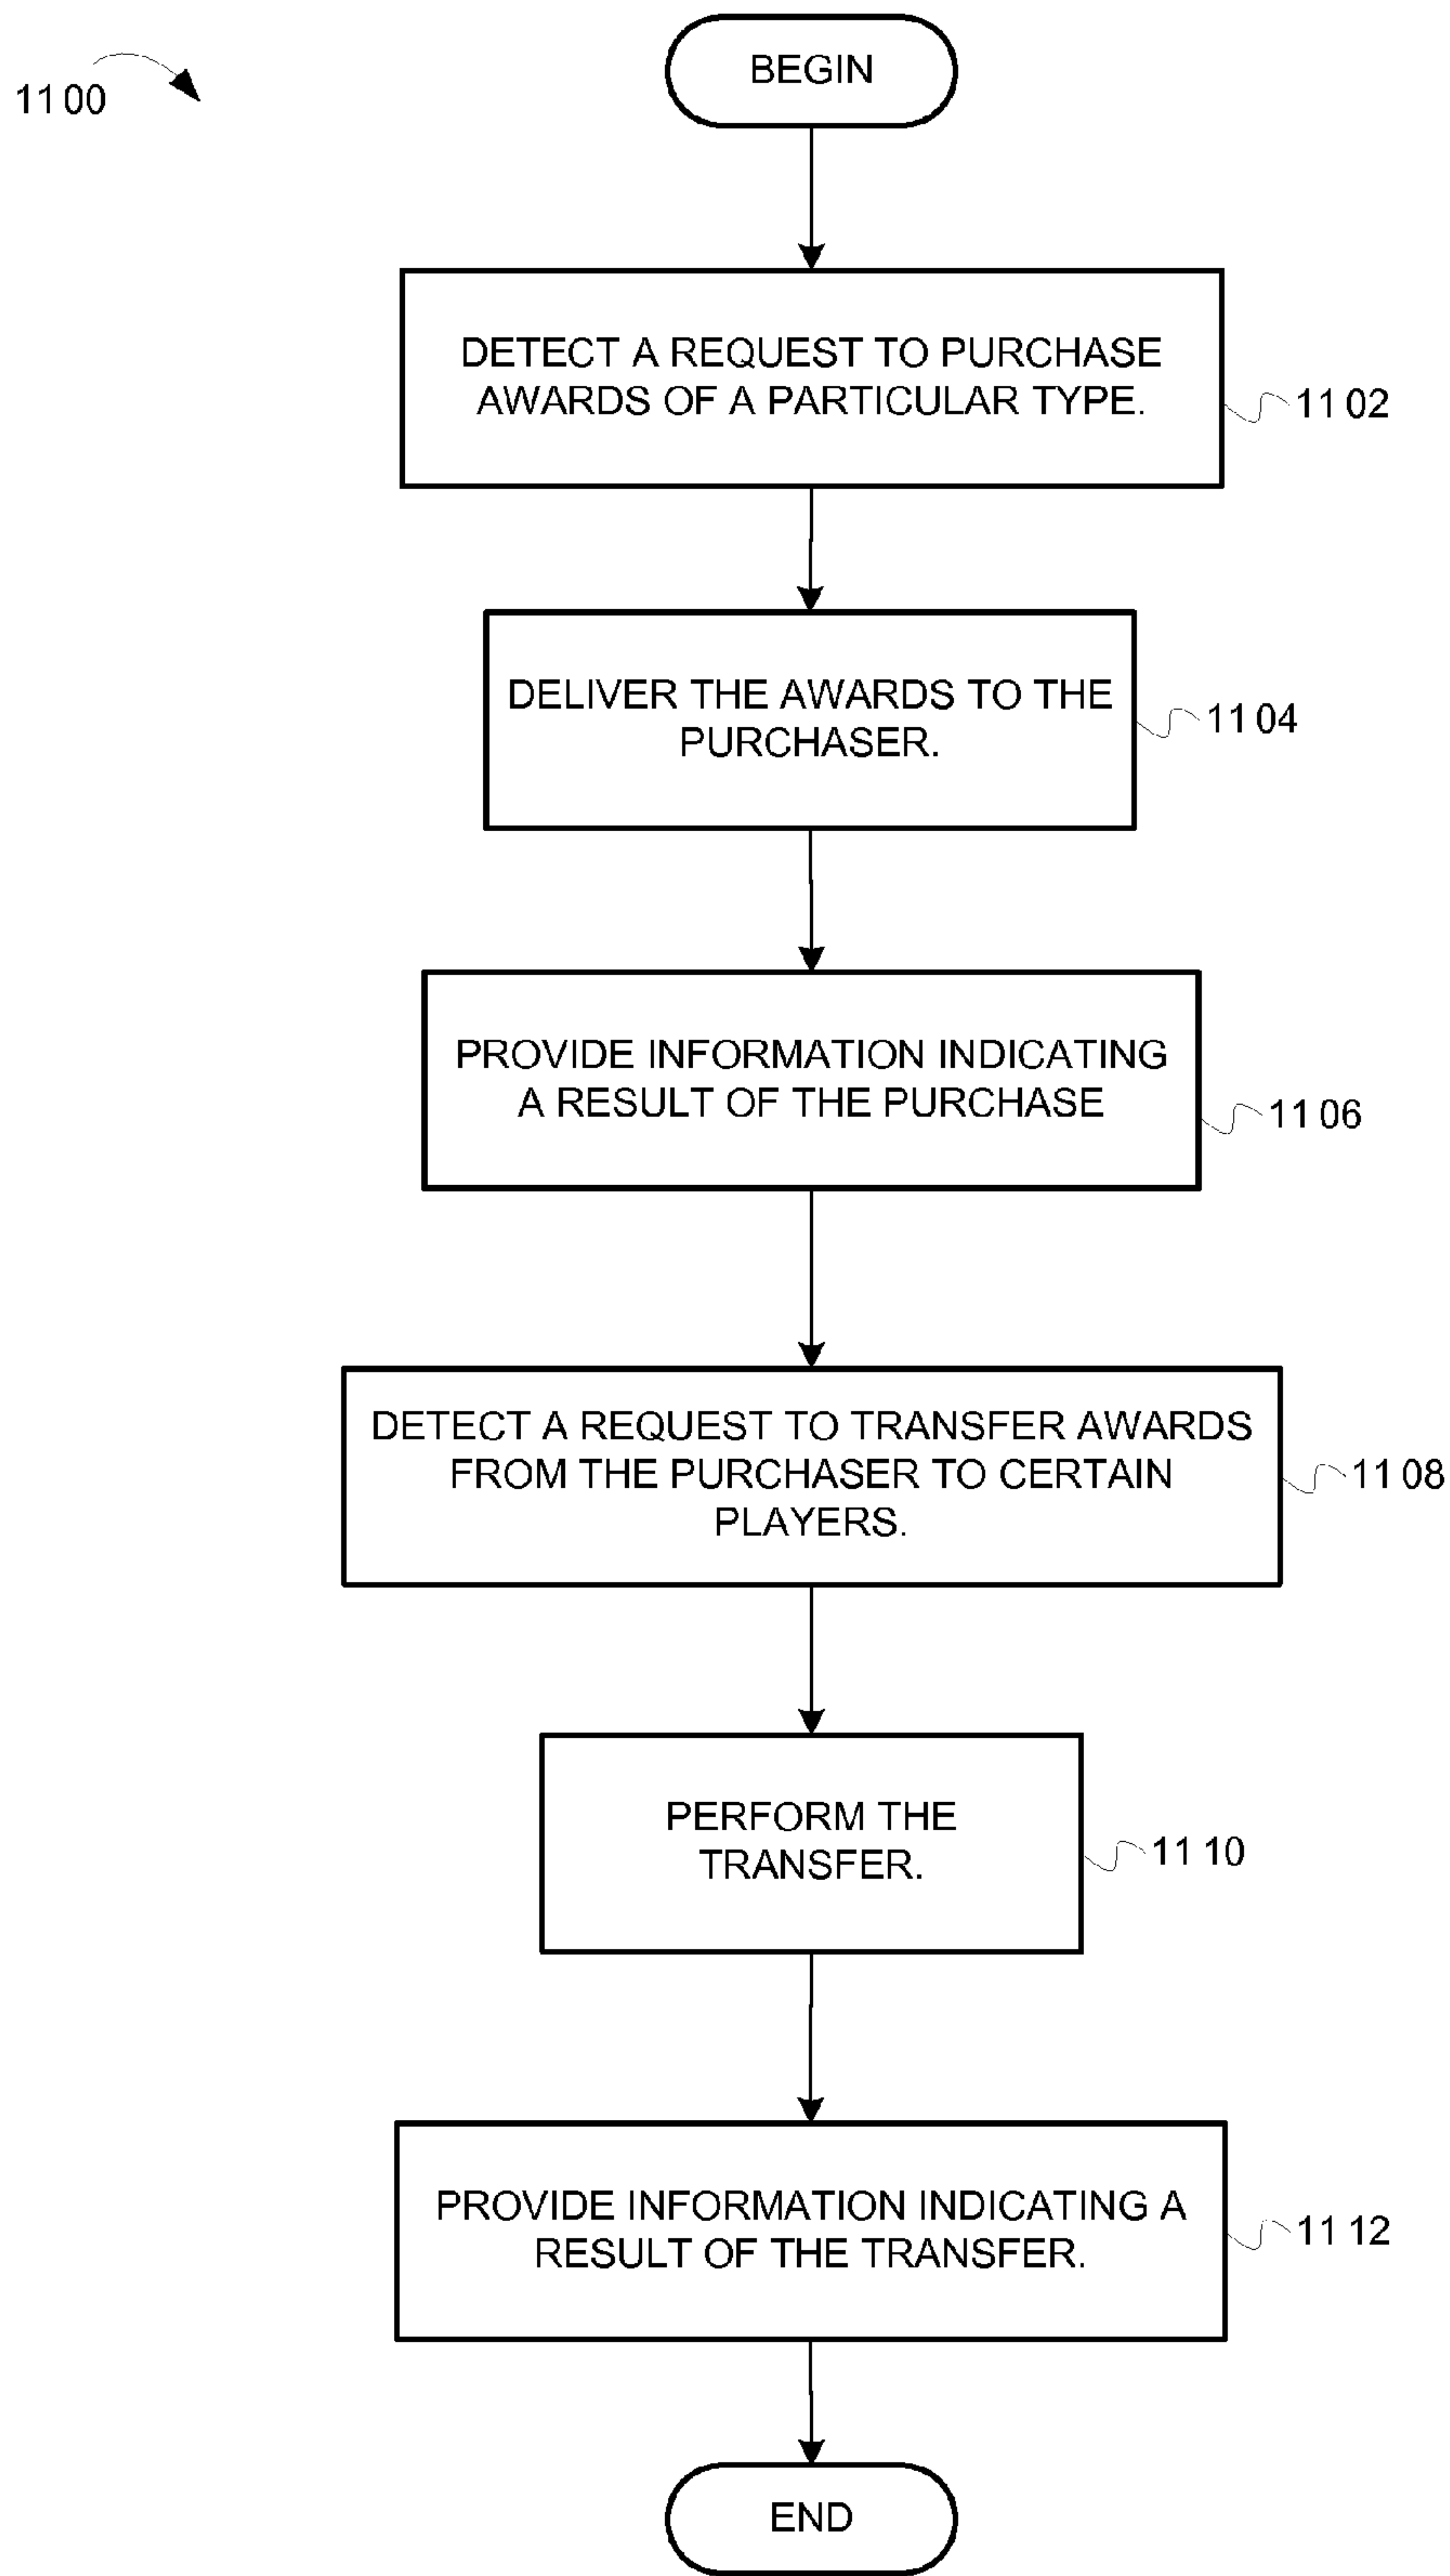 BEGIN
1100
DETECT A REQUEST TO PURCHASE
AWARDS OF A PARTICULAR TYPE.
1102
DELIVER THE AWARDS TO THE
PURCHASER.
1104
PROVIDE INFORMATION INDICATING
A RESULT OF THE PURCHASE
1106
DETECT A REQUEST TO TRANSFER AWARDS
FROM THE PURCHASER TO CERTAIN
PLAYERS.
1108
PERFORM THE
TRANSFER.
1110
PROVIDE INFORMATION INDICATING A
RESULT OF THE TRANSFER.
1112
END